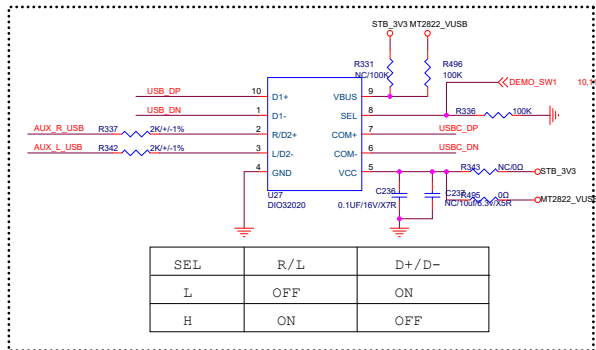 STB_3V3 MT2822_VUSB
R331
NC/100K
R496
100K
DEMO_SW1 10,1
USB_DP 10 D1+ VBUS 9
USB_DN 1 D1- SEL 8 R336 100K
AUX_R_USB R337 2K/+/-1% 2 R/D2+ COM+ 7 USBC_DP
AUX_L_USB R342 2K/+/-1% 3 L/D2- COM- 6 USBC_DN
4 GND VCC 5 R343 NC/0Ω STB_3V3
U27
DIO32020
C236
0.1UF/16V/X7R
C237
NC/10uf/6.3v/X5R
R495 0Ω MT2822_VUSB
SEL R/L D+/D-
L OFF ON
H ON OFF